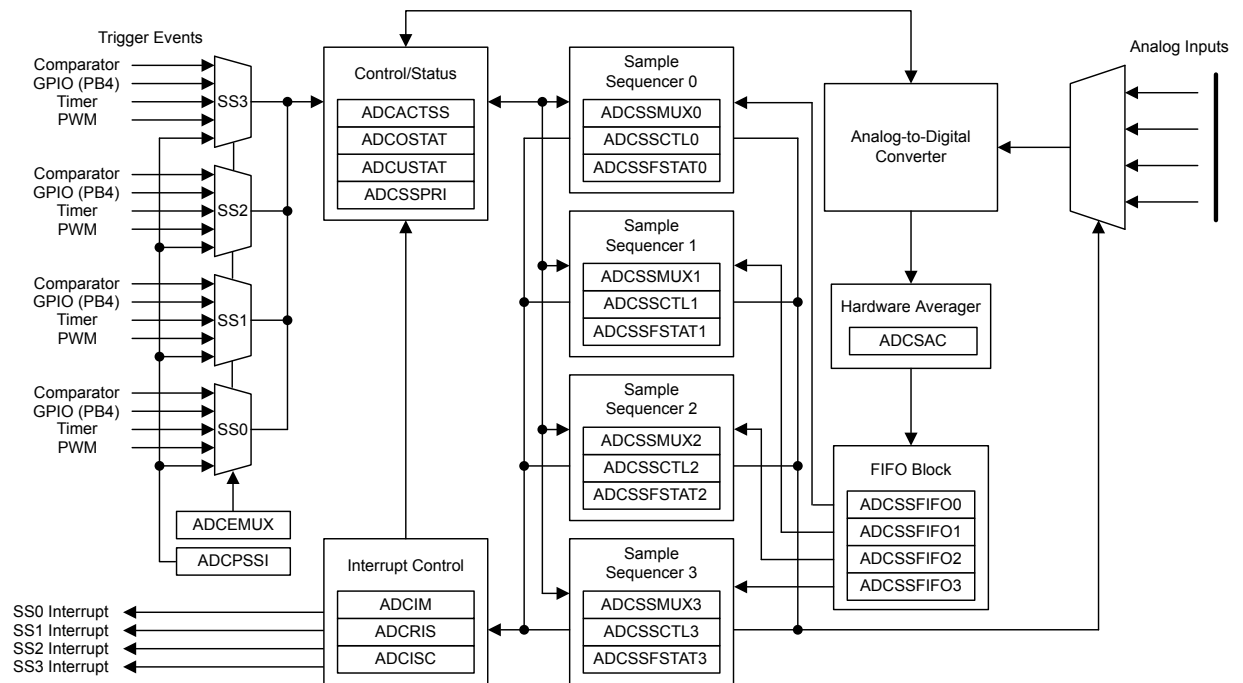 Trigger Events
Comparator
GPIO (PB4)
Timer
PWM
SS3
Comparator
GPIO (PB4)
Timer
PWM
SS2
Comparator
GPIO (PB4)
Timer
PWM
SS1
Comparator
GPIO (PB4)
Timer
PWM
SS0
ADCEMUX
ADCPSSI
Control/Status
ADCACTSS
ADCOSTAT
ADCUSTAT
ADCSSPRI
Interrupt Control
ADCIM
ADCRIS
ADCISC
SS0 Interrupt
SS1 Interrupt
SS2 Interrupt
SS3 Interrupt
Sample
Sequencer 0
ADCSSMUX0
ADCSSCTL0
ADCSSFSTAT0
Sample
Sequencer 1
ADCSSMUX1
ADCSSCTL1
ADCSSFSTAT1
Sample
Sequencer 2
ADCSSMUX2
ADCSSCTL2
ADCSSFSTAT2
Sample
Sequencer 3
ADCSSMUX3
ADCSSCTL3
ADCSSFSTAT3
Analog-to-Digital
Converter
Hardware Averager
ADCSAC
FIFO Block
ADCSSFIFO0
ADCSSFIFO1
ADCSSFIFO2
ADCSSFIFO3
Analog Inputs